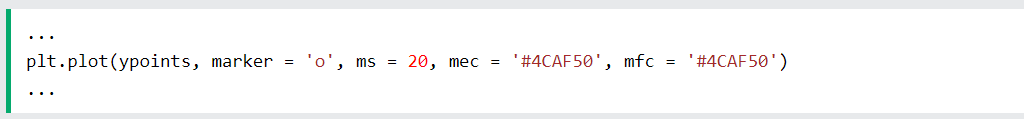 ...
plt.plot(ypoints, marker = 'o', ms = 20, mec = '#4CAF50', mfc = '#4CAF50')
...